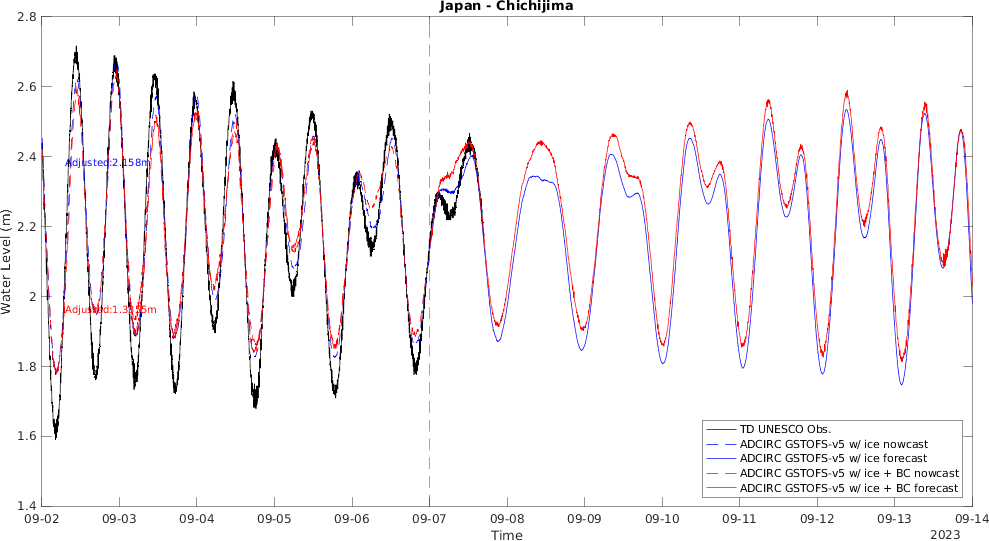 Japan - Chichijima
2.8
2.6
2.4
2.2
2
1.8
1.6
1.4
Water Level (m)
Adjusted:2.158m
TD UNESCO Obs.
ADCIRC GSTOFS-v5 w/ ice nowcast
ADCIRC GSTOFS-v5 w/ ice forecast
ADCIRC GSTOFS-v5 w/ ice + BC nowcast
ADCIRC GSTOFS-v5 w/ ice + BC forecast
09-02 09-03 09-04 09-05 09-06 09-07 09-08 09-09 09-10 09-11 09-12 09-13 09-14
Time
2023